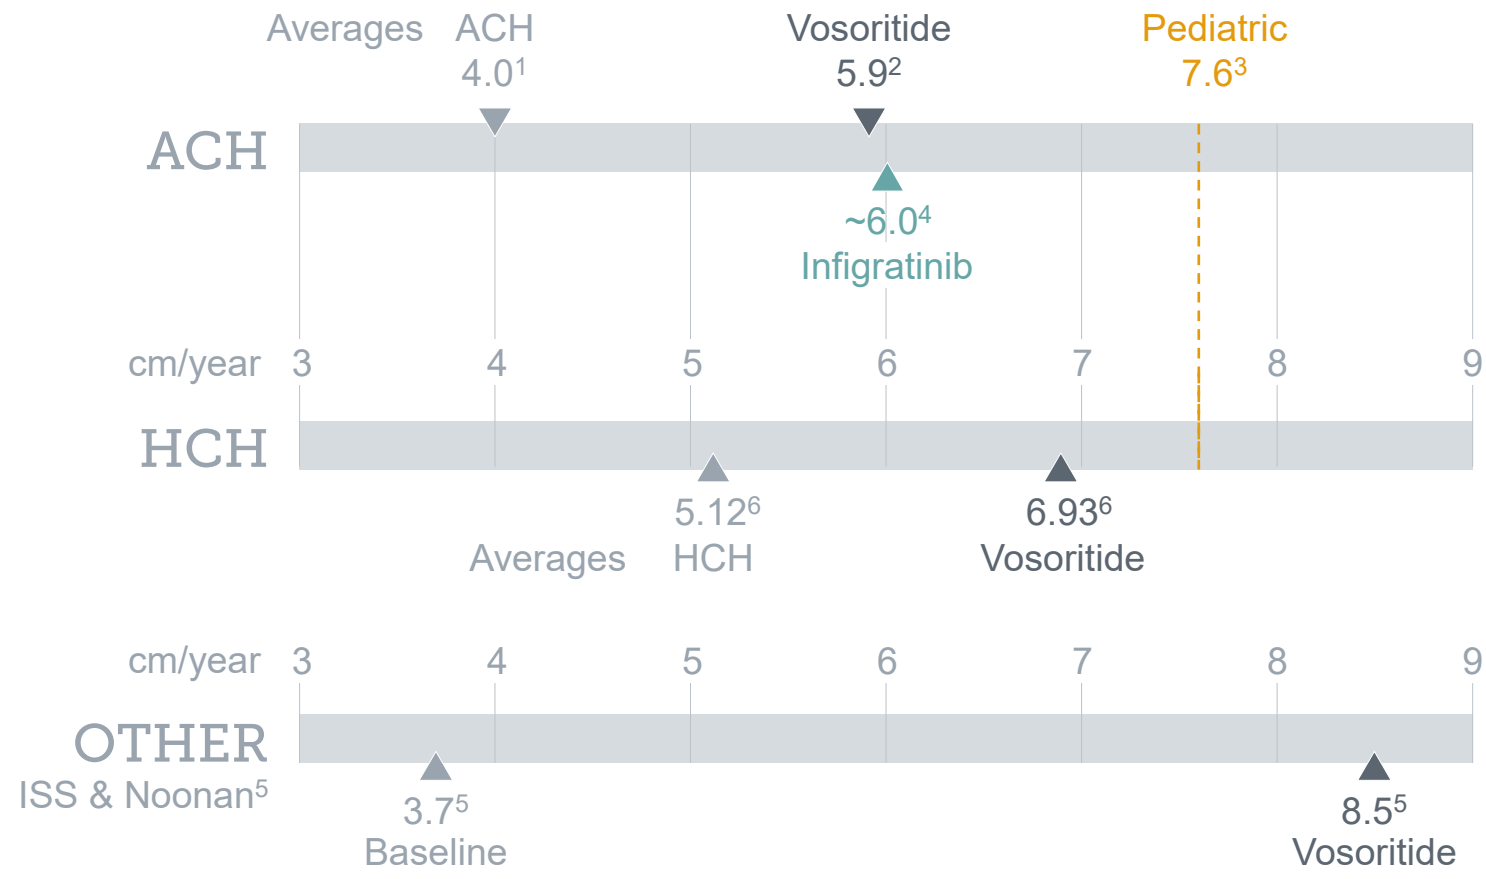 Averages ACH Vosoritide Pediatric
4.0¹ 5.9² 7.6³
ACH
~6.0⁴
Infigratinib
cm/year 3 4 5 6 7 8 9
HCH
5.12⁶ 6.93⁶
Averages HCH Vosoritide
cm/year 3 4 5 6 7 8 9
OTHER
ISS & Noonan⁵
3.7⁵ 8.5⁵
Baseline Vosoritide